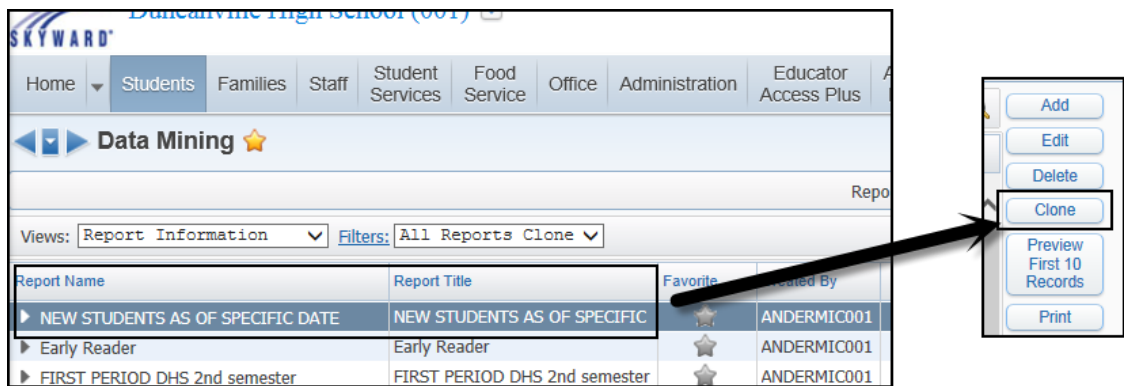 Duncanville High School (001)
SKYWARD
Home Students Families Staff Student Services Food Service Office Administration Educator Access Plus
Data Mining
Repo
Views: Report Information Filters: All Reports Clone
Report Name Report Title Favorite Created By
NEW STUDENTS AS OF SPECIFIC DATE NEW STUDENTS AS OF SPECIFIC ANDERMIC001
Early Reader Early Reader ANDERMIC001
FIRST PERIOD DHS 2nd semester FIRST PERIOD DHS 2nd semester ANDERMIC001
Add
Edit
Delete
Clone
Preview
First 10
Records
Print